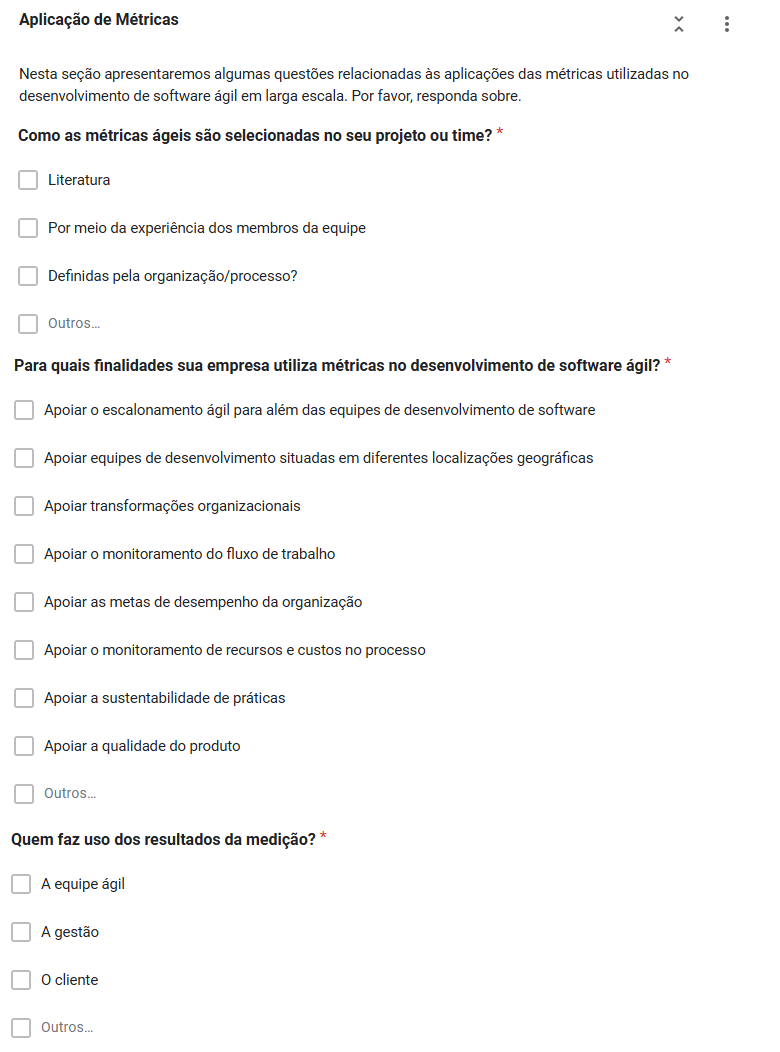 Aplicação de Métricas
Nesta seção apresentaremos algumas questões relacionadas às aplicações das métricas utilizadas no
desenvolvimento de software ágil em larga escala. Por favor, responda sobre.
Como as métricas ágeis são selecionadas no seu projeto ou time? *
Literatura
Por meio da experiência dos membros da equipe
Definidas pela organização/processo?
Outros…
Para quais finalidades sua empresa utiliza métricas no desenvolvimento de software ágil? *
Apoiar o escalonamento ágil para além das equipes de desenvolvimento de software
Apoiar equipes de desenvolvimento situadas em diferentes localizações geográficas
Apoiar transformações organizacionais
Apoiar o monitoramento do fluxo de trabalho
Apoiar as metas de desempenho da organização
Apoiar o monitoramento de recursos e custos no processo
Apoiar a sustentabilidade de práticas
Apoiar a qualidade do produto
Outros…
Quem faz uso dos resultados da medição? *
A equipe ágil
A gestão
O cliente
Outros…